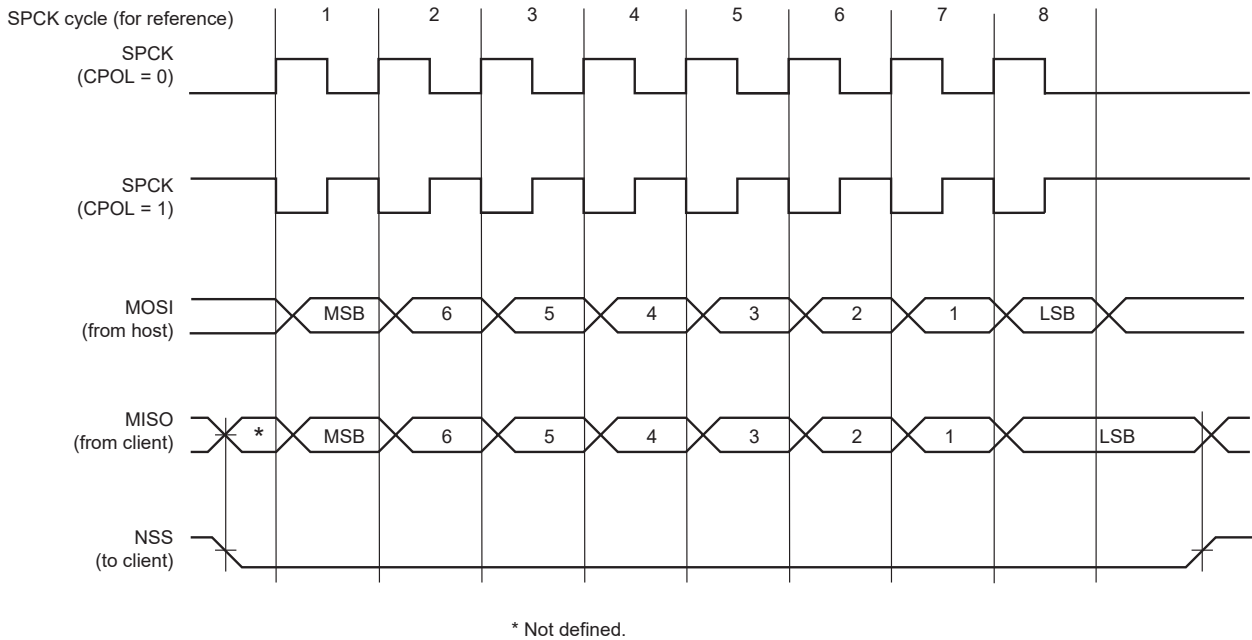 SPCK cycle (for reference)
1 2 3 4 5 6 7 8
SPCK
(CPOL = 0)
SPCK
(CPOL = 1)
MOSI
(from host)
MSB 6 5 4 3 2 1 LSB
MISO
(from client)
* MSB 6 5 4 3 2 1 LSB
NSS
(to client)
* Not defined.